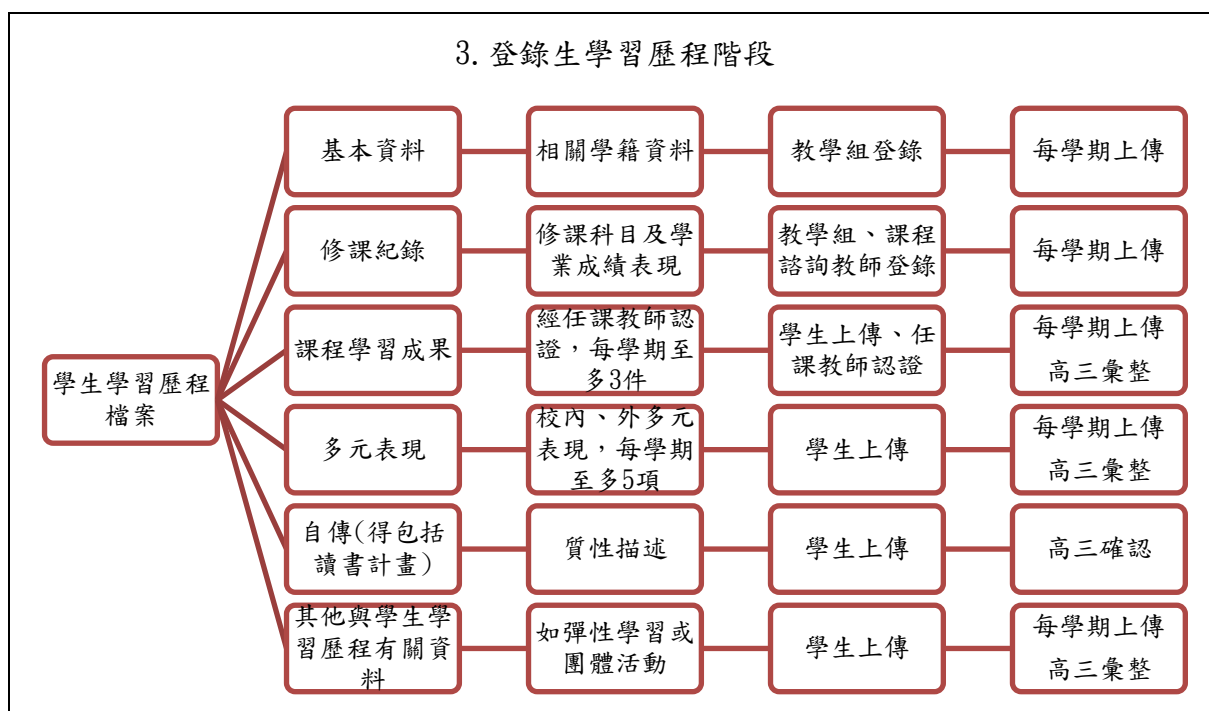 3. 登錄生學習歷程階段
學生學習歷程
檔案
基本資料
相關學籍資料
教學組登錄
每學期上傳
修課紀錄
修課科目及學
業成績表現
教學組、課程
諮詢教師登錄
每學期上傳
課程學習成果
經任課教師認
證，每學期至
多3件
學生上傳、任
課教師認證
每學期上傳
高三彙整
多元表現
校內、外多元
表現，每學期
至多5項
學生上傳
每學期上傳
高三彙整
自傳(得包括
讀書計畫)
質性描述
學生上傳
高三確認
其他與學生學
習歷程有關資
料
如彈性學習或
團體活動
學生上傳
每學期上傳
高三彙整